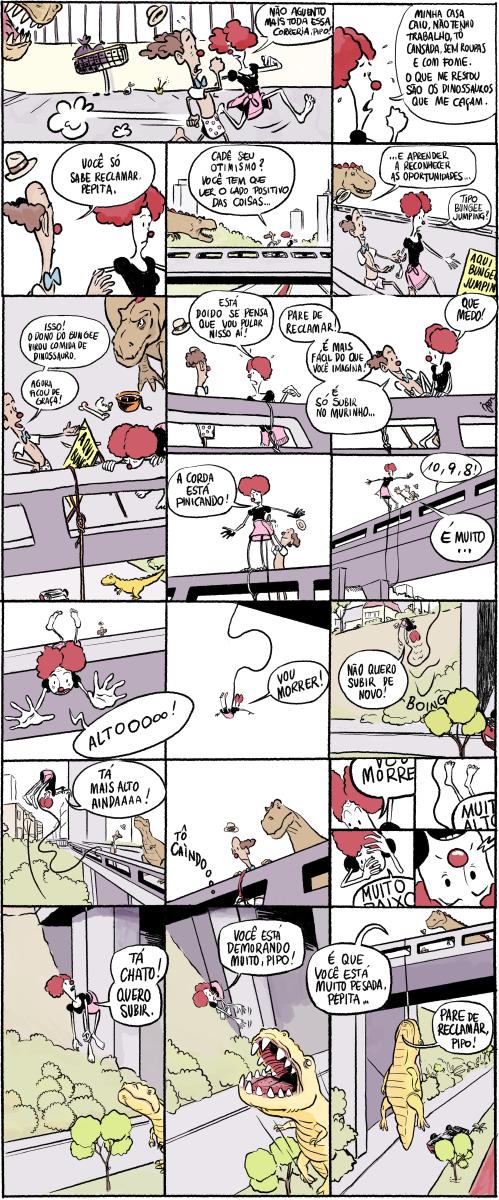 NÃO AGUENTO
MAIS TODA ESSA
CORRERIA, PIPO!
MINHA CASA
CAIU, NÃO TENHO
TRABALHO, TÔ
CANSADA, SEM ROUPAS
E COM FOME.
O QUE ME RESTOU
SÃO OS DINOSSAUROS
QUE ME CAÇAM.
VOCÊ SÓ
SABE RECLAMAR,
PEPITA.
CADÊ SEU
OTIMISMO?
VOCÊ TEM QUE
VER O LADO POSITIVO
DAS COISAS...
...E APRENDER
A RECONHECER
AS OPORTUNIDADES...
TIPO
BUNGEE
JUMPING!
AQUI
BUNGEE
JUMPIN
ISSO!
O DONO DO BUNGEE
VIROU COMIDA DE
DINOSSAURO.
AGORA
FICOU DE
GRAÇA!
ESTÁ
DOIDO SE PENSA
QUE VOU PULAR
NISSO AÍ!
PARE DE
RECLAMAR!
É MAIS
FÁCIL DO QUE
VOCÊ IMAGINA!
É
SÓ SUBIR
NO MURINHO...
QUE
MEDO!
A CORDA
ESTÁ
PINICANDO!
10, 9, 8!
É MUITO
...
ALTOOOOO!
VOU
MORRER!
NÃO QUERO
SUBIR DE
NOVO!
BOING
TÁ
MAIS ALTO
AINDAAAA!
TÔ
CAINDO...
VOU
MORRE
MUIT
ALT
MUITO
BAIXO
TÁ
CHATO!
QUERO
SUBIR.
VOCÊ ESTÁ
DEMORANDO
MUITO, PIPO!
É QUE
VOCÊ ESTÁ
MUITO PESADA,
PEPITA...
PARE DE
RECLAMAR,
PIPO!